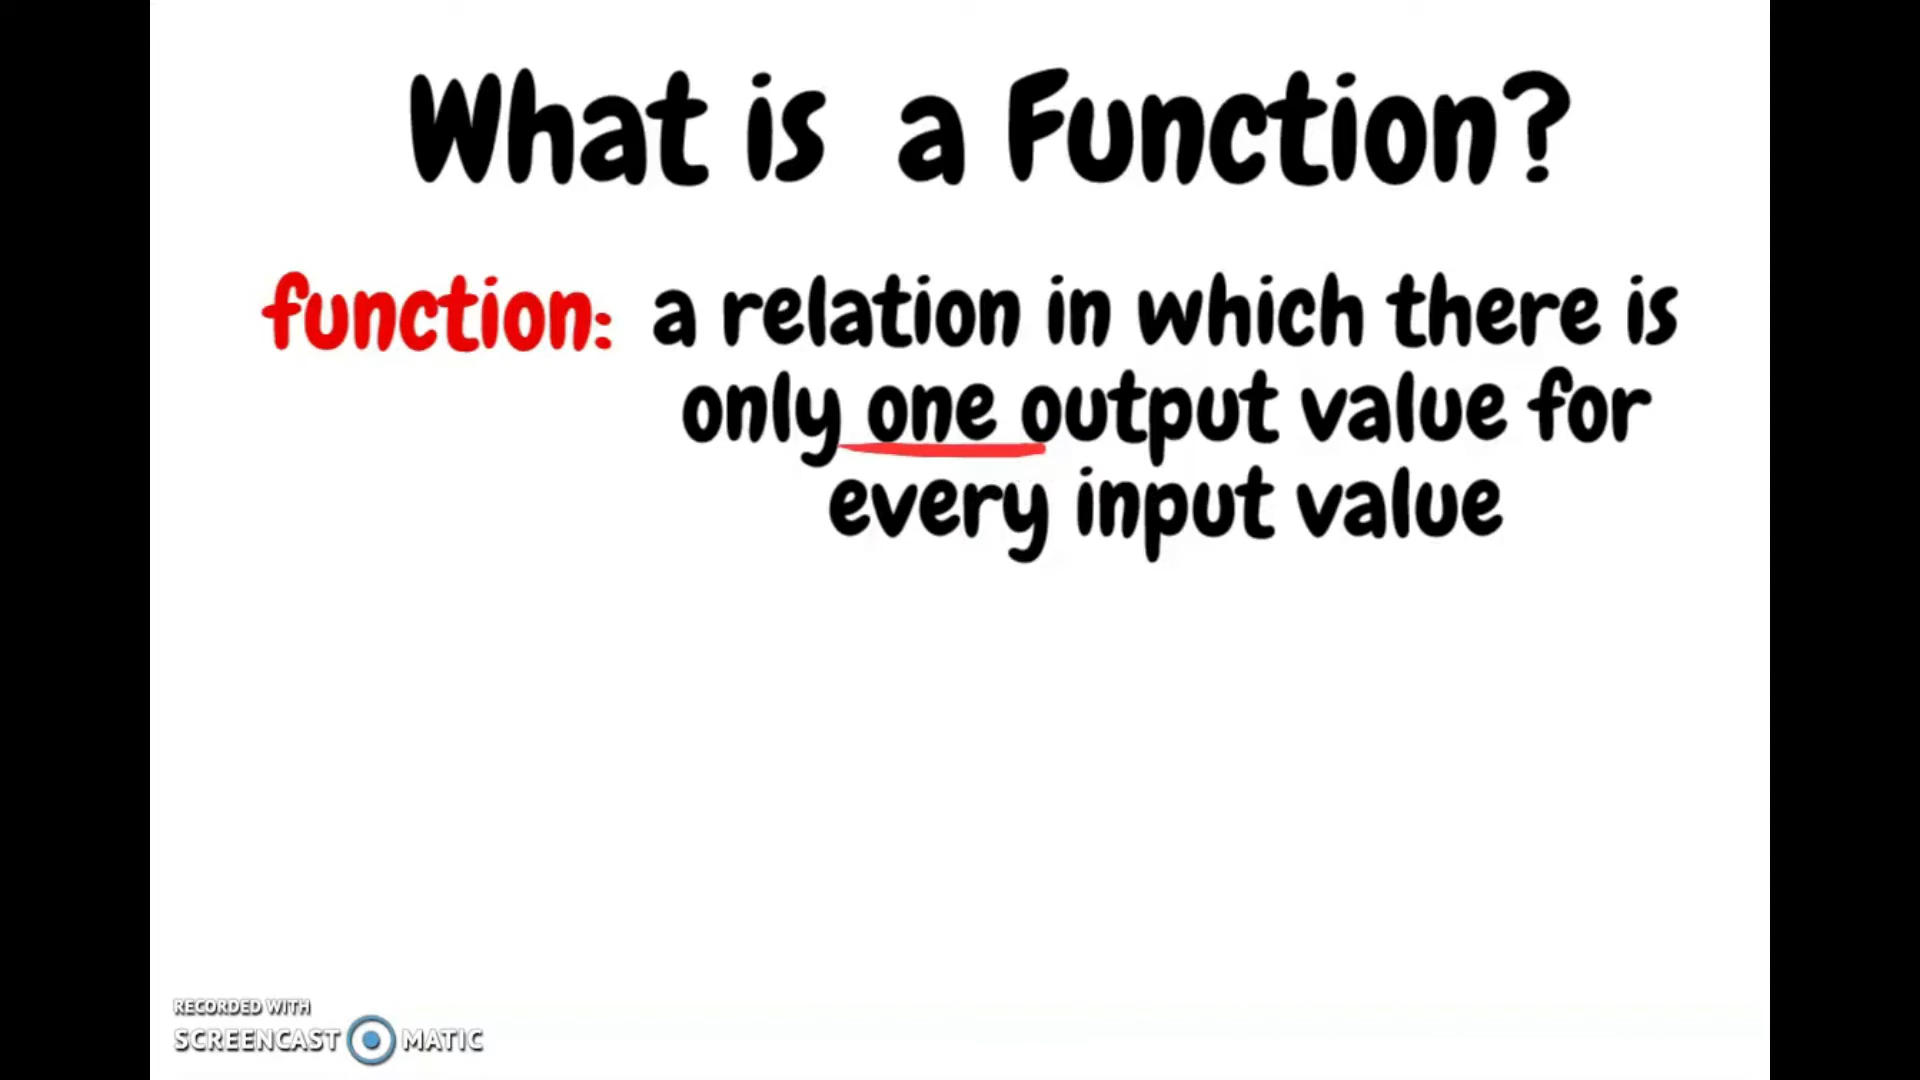 What is a Function?
function: a relation in which there is
only one output value for
every input value
RECORDED WITH
SCREENCAST MATIC